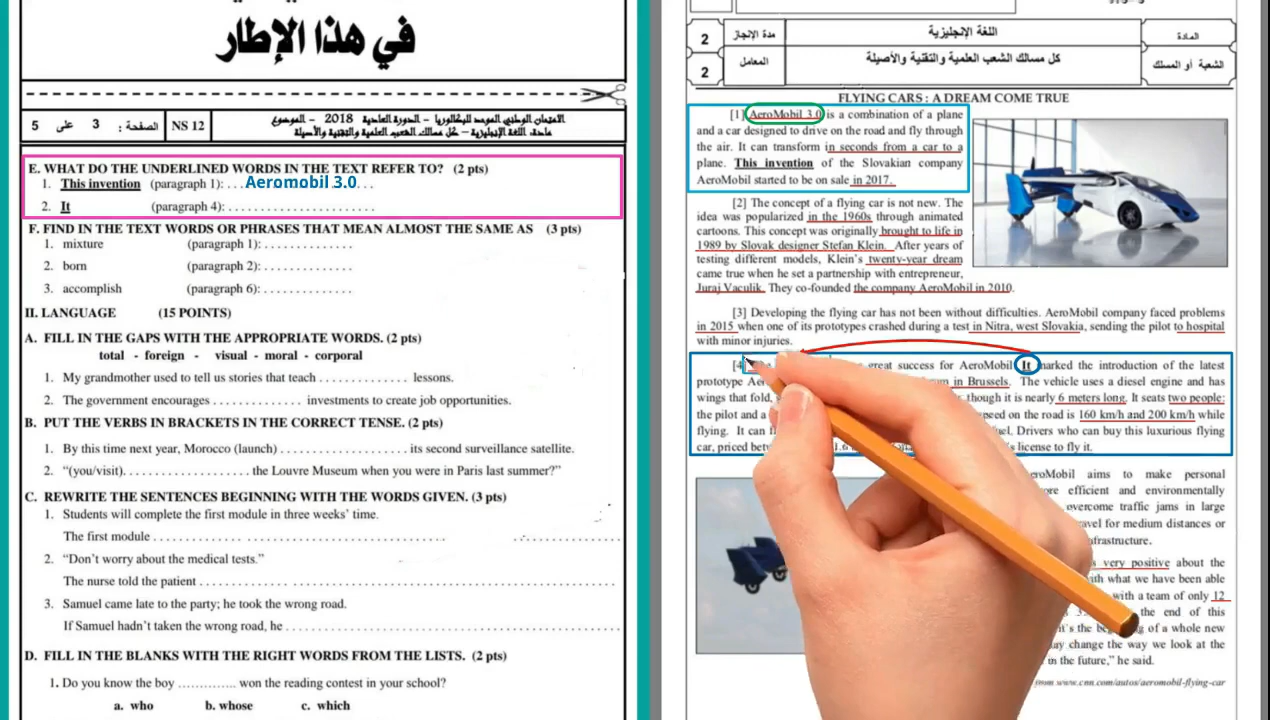 في هذا الإطار
الصفحة : 3 على 5
NS 12
الامتحان الوطني الموحد للبكالوريا - الدورة العادية 2018 - الموضوع
- مادة: اللغة الإنجليزية - كل مسالك الشعب العلمية والتقنية والأصيلة
E. WHAT DO THE UNDERLINED WORDS IN THE TEXT REFER TO? (2 pts)
1. This invention (paragraph 1): . . . Aeromobil 3.0 . . .
2. It (paragraph 4): . . . . . . . . . . . . . . . . . . . . . .
F. FIND IN THE TEXT WORDS OR PHRASES THAT MEAN ALMOST THE SAME AS (3 pts)
1. mixture (paragraph 1): . . . . . . . . . . . . .
2. born (paragraph 2): . . . . . . . . . . . . .
3. accomplish (paragraph 6): . . . . . . . . . . . . .
II. LANGUAGE (15 POINTS)
A. FILL IN THE GAPS WITH THE APPROPRIATE WORDS. (2 pts)
total - foreign - visual - moral - corporal
1. My grandmother used to tell us stories that teach . . . . . . . . . . . . . lessons.
2. The government encourages . . . . . . . . . . . . . investments to create job opportunities.
B. PUT THE VERBS IN BRACKETS IN THE CORRECT TENSE. (2 pts)
1. By this time next year, Morocco (launch) . . . . . . . . . . . . . . . . . . . its second surveillance satellite.
2. “(you/visit). . . . . . . . . . . . . . . . . . . the Louvre Museum when you were in Paris last summer?”
C. REWRITE THE SENTENCES BEGINNING WITH THE WORDS GIVEN. (3 pts)
1. Students will complete the first module in three weeks’ time.
The first module . . . . . . . . . . . . . . . . . . . . . . . . . . . . . . . . . . . . . . . . . .
2. “Don’t worry about the medical tests.”
The nurse told the patient . . . . . . . . . . . . . . . . . . . . . . . . . . . . . . . . . . . . . . . . . . . . . . . . . . . . . . . . . . . .
3. Samuel came late to the party; he took the wrong road.
If Samuel hadn’t taken the wrong road, he . . . . . . . . . . . . . . . . . . . . . . . . . . . . . . . . . . . . . . . . . . . . . . .
D. FILL IN THE BLANKS WITH THE RIGHT WORDS FROM THE LISTS. (2 pts)
1. Do you know the boy ………….. won the reading contest in your school?
a. who b. whose c. which
المادة اللغة الإنجليزية مدة الإنجاز 2
الشعبة أو المسلك كل مسالك الشعب العلمية والتقنية والأصيلة المعامل 2
FLYING CARS : A DREAM COME TRUE
[1] AeroMobil 3.0 is a combination of a plane
and a car designed to drive on the road and fly through
the air. It can transform in seconds from a car to a
plane. This invention of the Slovakian company
AeroMobil started to be on sale in 2017.
[2] The concept of a flying car is not new. The
idea was popularized in the 1960s through animated
cartoons. This concept was originally brought to life in
1989 by Slovak designer Stefan Klein. After years of
testing different models, Klein’s twenty-year dream
came true when he set a partnership with entrepreneur,
Juraj Vaculik. They co-founded the company AeroMobil in 2010.
[3] Developing the flying car has not been without difficulties. AeroMobil company faced problems
in 2015 when one of its prototypes crashed during a test in Nitra, west Slovakia, sending the pilot to hospital
with minor injuries.
[4] great success for AeroMobil. It marked the introduction of the latest
prototype in Brussels. The vehicle uses a diesel engine and has
wings that fold, though it is nearly 6 meters long. It seats two people:
the pilot and a on the road is 160 km/h and 200 km/h while
flying. It can Drivers who can buy this luxurious flying
car, priced license to fly it.
AeroMobil aims to make personal
efficient and environmentally
overcome traffic jams in large
for medium distances or
very positive about the
with what we have been able
with a team of only 12
the end of this
of a whole new
change the way we look at the
in the future,” he said.
from www.cnn.com/autos/aeromobil-flying-car